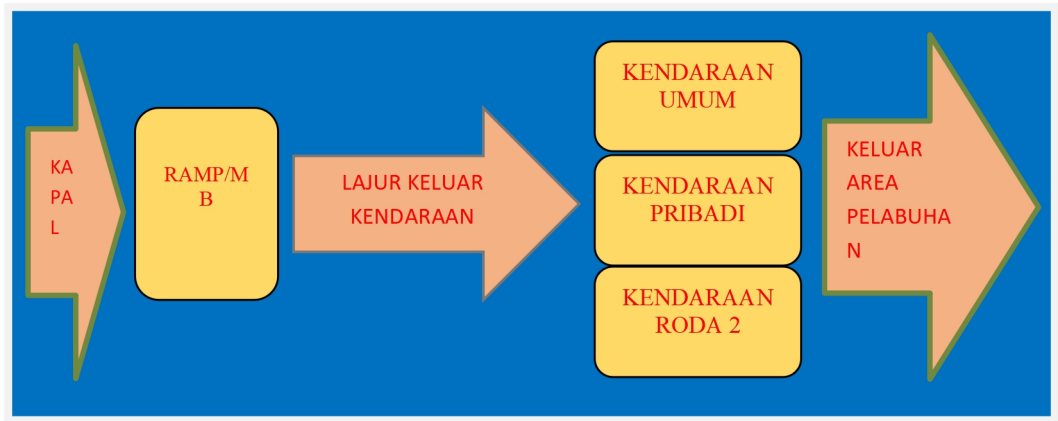 KA
PA
L
RAMP/M
B
LAJUR KELUAR
KENDARAAN
KENDARAAN
UMUM
KENDARAAN
PRIBADI
KENDARAAN
RODA 2
KELUAR
AREA
PELABUHA
N